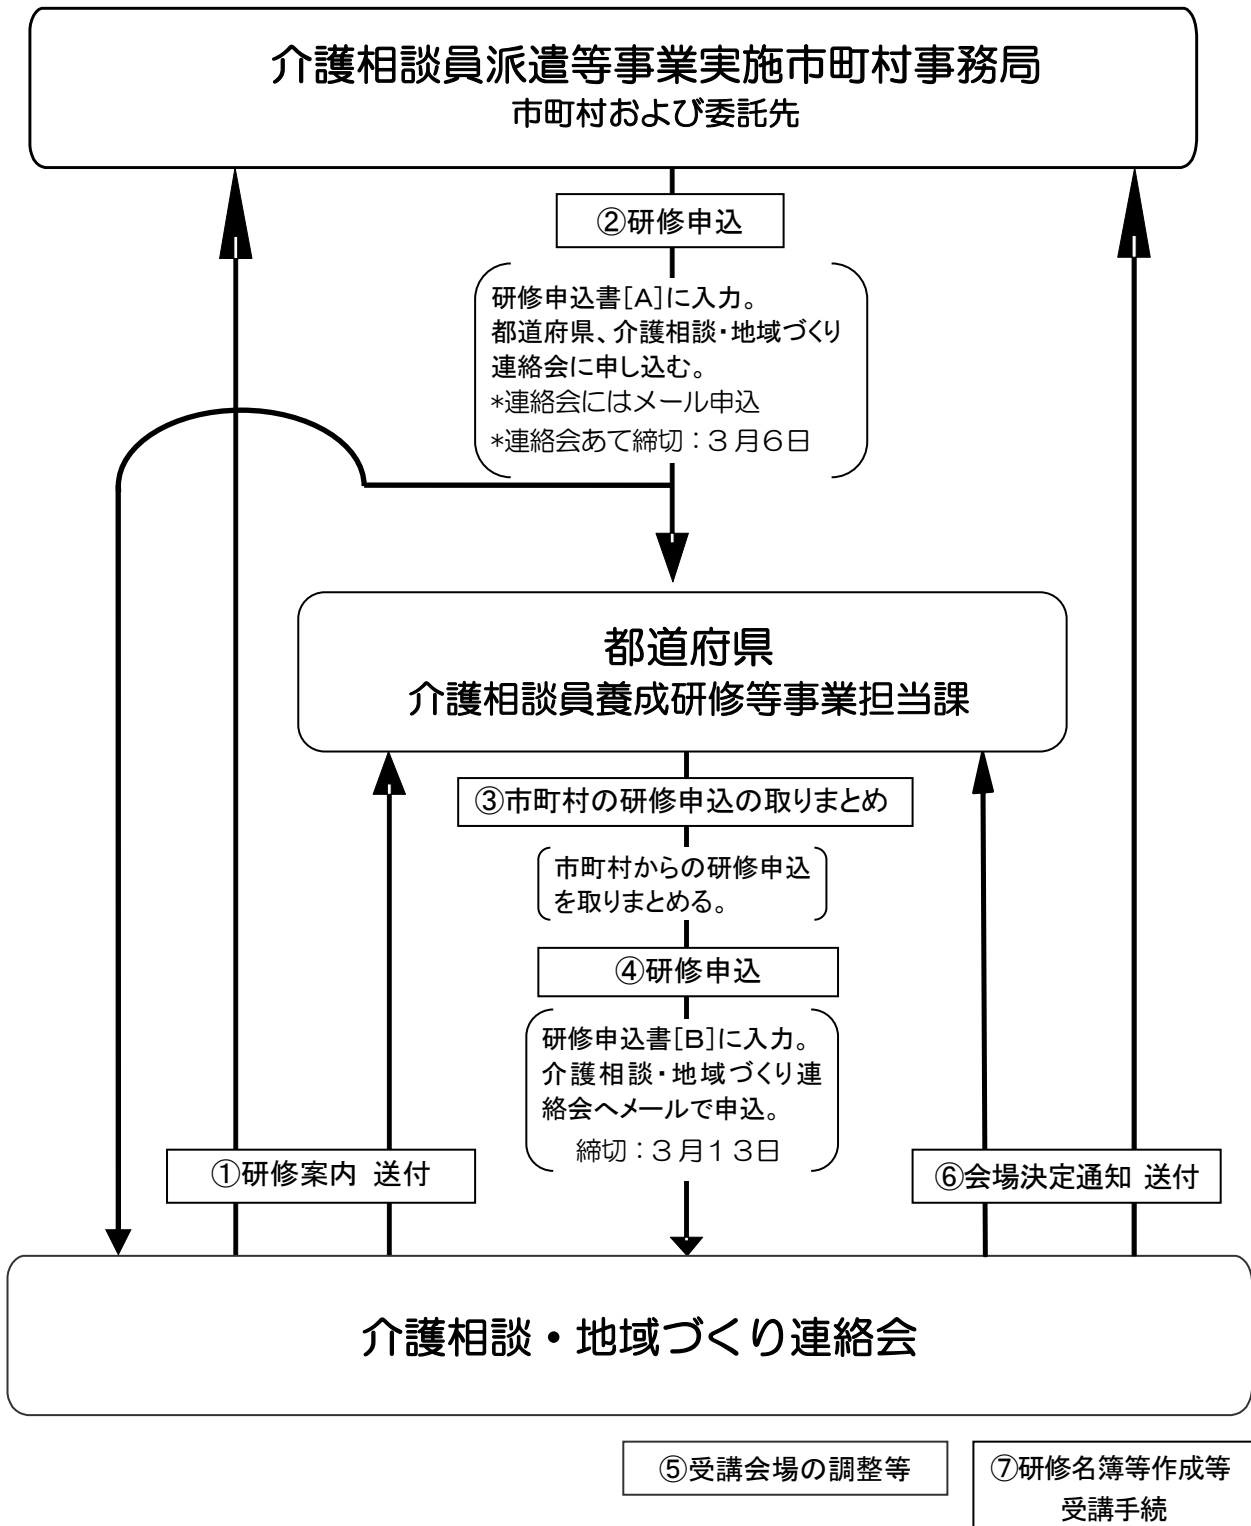 介護相談員派遣等事業実施市町村事務局
市町村および委託先
②研修申込
研修申込書[A]に入力。
都道府県、介護相談・地域づくり
連絡会に申し込む。
*連絡会にはメール申込
*連絡会あて締切：３月６日
都道府県
介護相談員養成研修等事業担当課
③市町村の研修申込の取りまとめ
市町村からの研修申込
を取りまとめる。
④研修申込
研修申込書[B]に入力。
介護相談・地域づくり連
絡会へメールで申込。
締切：３月１３日
①研修案内 送付
⑥会場決定通知 送付
介護相談・地域づくり連絡会
⑤受講会場の調整等
⑦研修名簿等作成等
受講手続